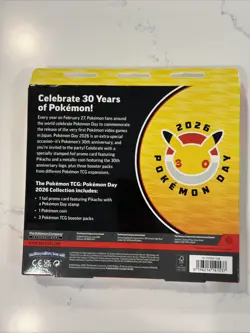 Celebrate 30 Years
of Pokémon!
Every year on February 27, Pokémon fans around
the world celebrate Pokémon Day to commemorate
the release of the very first Pokémon video games
in Japan. Pokémon Day 2026 is an extra-special
occasion—it's Pokémon's 30th anniversary, and
you're invited to the party! Celebrate with a
specially stamped foil promo card featuring
Pikachu and a metallic coin featuring the 30th
anniversary logo, plus three booster packs from
different Pokémon TCG expansions.
The Pokémon TCG: Pokémon Day
2026 Collection includes:
• 1 foil promo card featuring Pikachu with
a Pokémon Day stamp
• 1 Pokémon coin
• 3 Pokémon TCG booster packs
2026
30
POKÉMON DAY